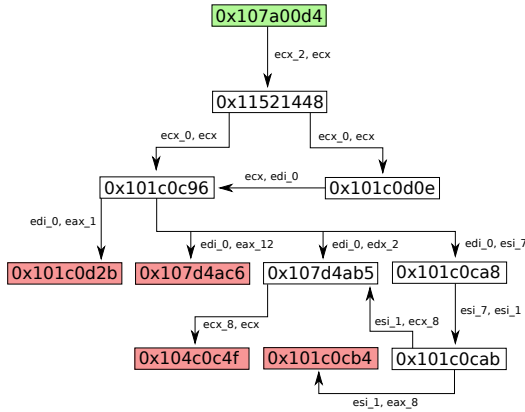 0x107a00d4
ecx_2, ecx
0x11521448
ecx_0, ecx
ecx_0, ecx
0x101c0c96
ecx, edi_0
0x101c0d0e
edi_0, eax_1
edi_0, eax_12
edi_0, edx_2
edi_0, esi_7
0x101c0d2b
0x107d4ac6
0x107d4ab5
0x101c0ca8
ecx_8, ecx
esi_1, ecx_8
esi_7, esi_1
0x104c0c4f
0x101c0cb4
0x101c0cab
esi_1, eax_8